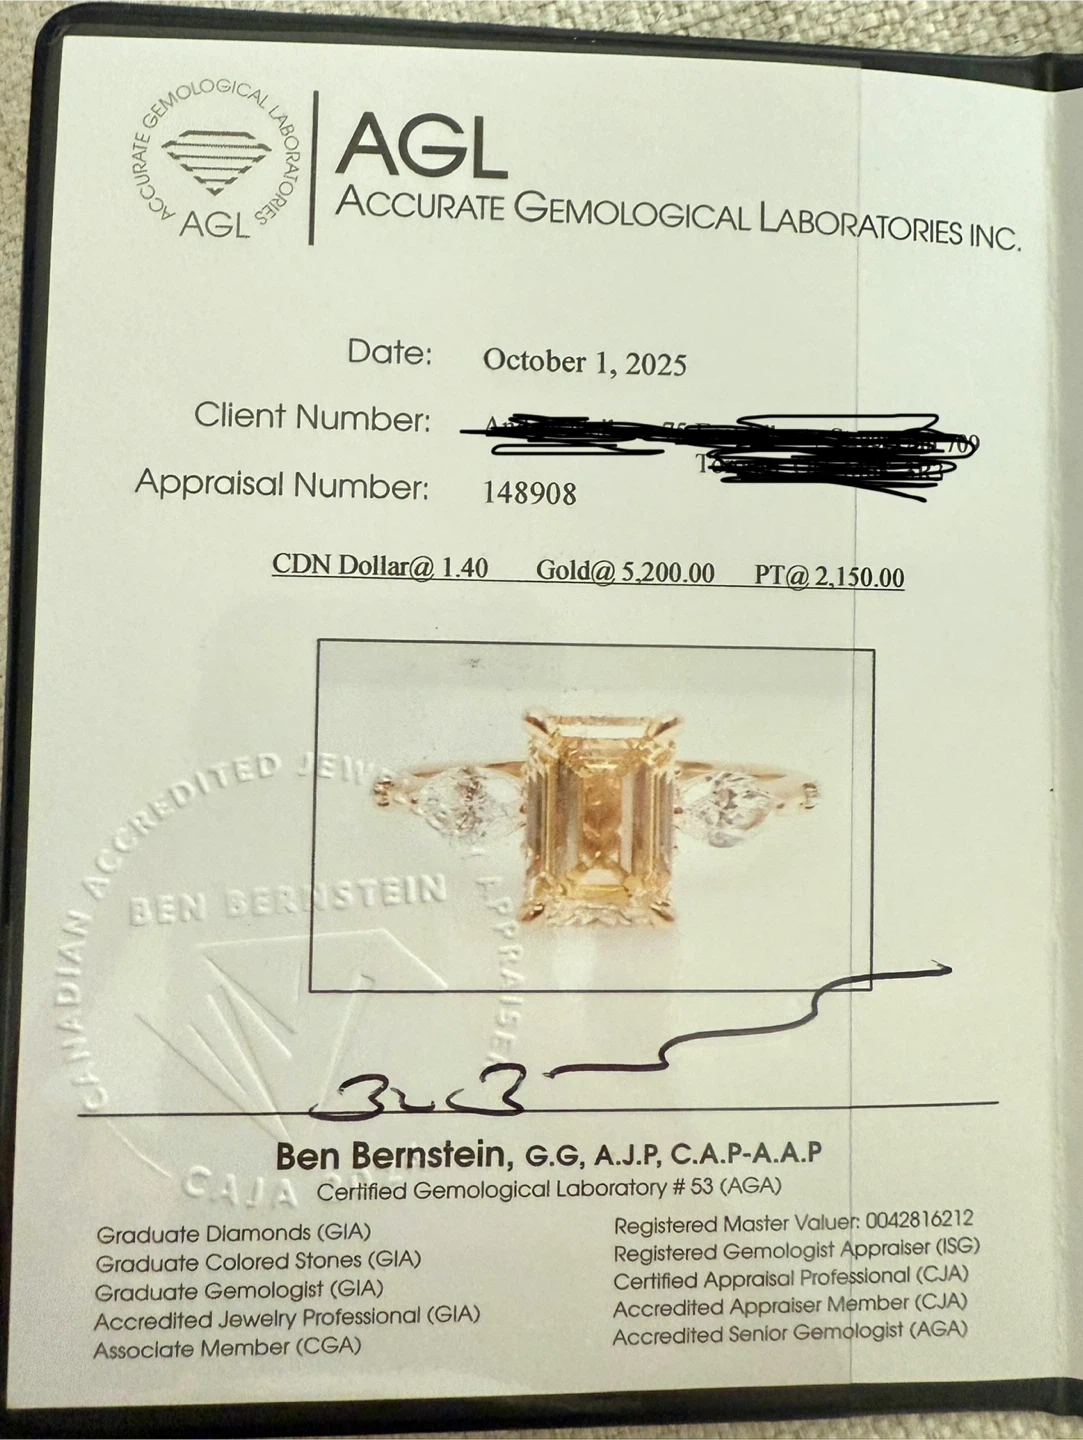 ACCURATE GEMOLOGICAL LABORATORIES
AGL
AGL
ACCURATE GEMOLOGICAL LABORATORIES INC.
Date: October 1, 2025
Client Number: 709
Appraisal Number: 148908
CDN Dollar@ 1.40 Gold@ 5,200.00 PT@ 2,150.00
CANADIAN ACCREDITED JEWELRY APPRAISER
BEN BERNSTEIN
CAJA
Ben Bernstein, G.G, A.J.P, C.A.P-A.A.P
Certified Gemological Laboratory # 53 (AGA)
Graduate Diamonds (GIA)
Graduate Colored Stones (GIA)
Graduate Gemologist (GIA)
Accredited Jewelry Professional (GIA)
Associate Member (CGA)
Registered Master Valuer: 0042816212
Registered Gemologist Appraiser (ISG)
Certified Appraisal Professional (CJA)
Accredited Appraiser Member (CJA)
Accredited Senior Gemologist (AGA)